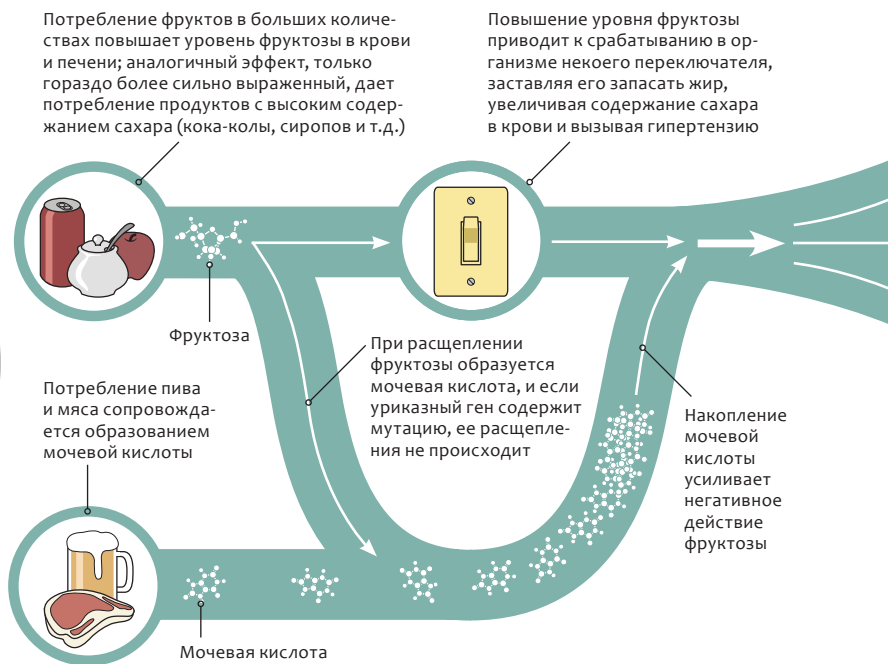 Потребление фруктов в больших количе-
ствах повышает уровень фруктозы в крови
и печени; аналогичный эффект, только
гораздо более сильно выраженный, дает
потребление продуктов с высоким содер-
жанием сахара (кока-колы, сиропов и т.д.)
Повышение уровня фруктозы
приводит к срабатыванию в ор-
ганизме некоего переключателя,
заставляя его запасать жир,
увеличивая содержание сахара
в крови и вызывая гипертензию
Фруктоза
При расщеплении
фруктозы образуется
мочевая кислота, и если
уриказный ген содержит
мутацию, ее расщепле-
ния не происходит
Потребление пива
и мяса сопровожда-
ется образованием
мочевой кислоты
Накопление
мочевой
кислоты
усиливает
негативное
действие
фруктозы
Мочевая кислота